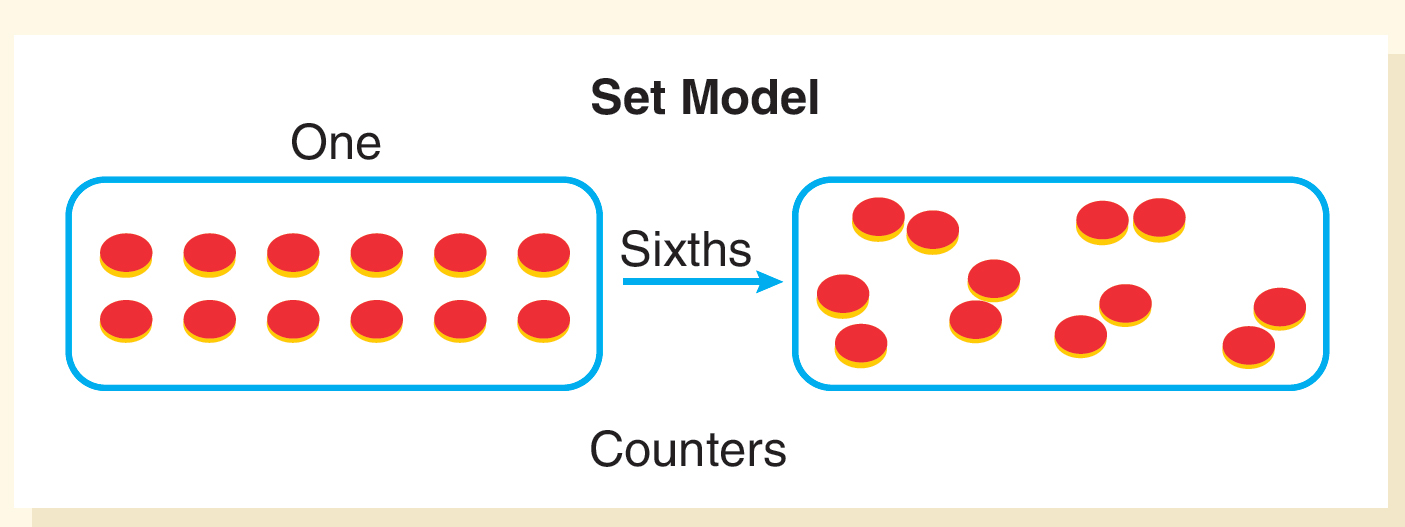 Set Model
One
Sixths
Counters